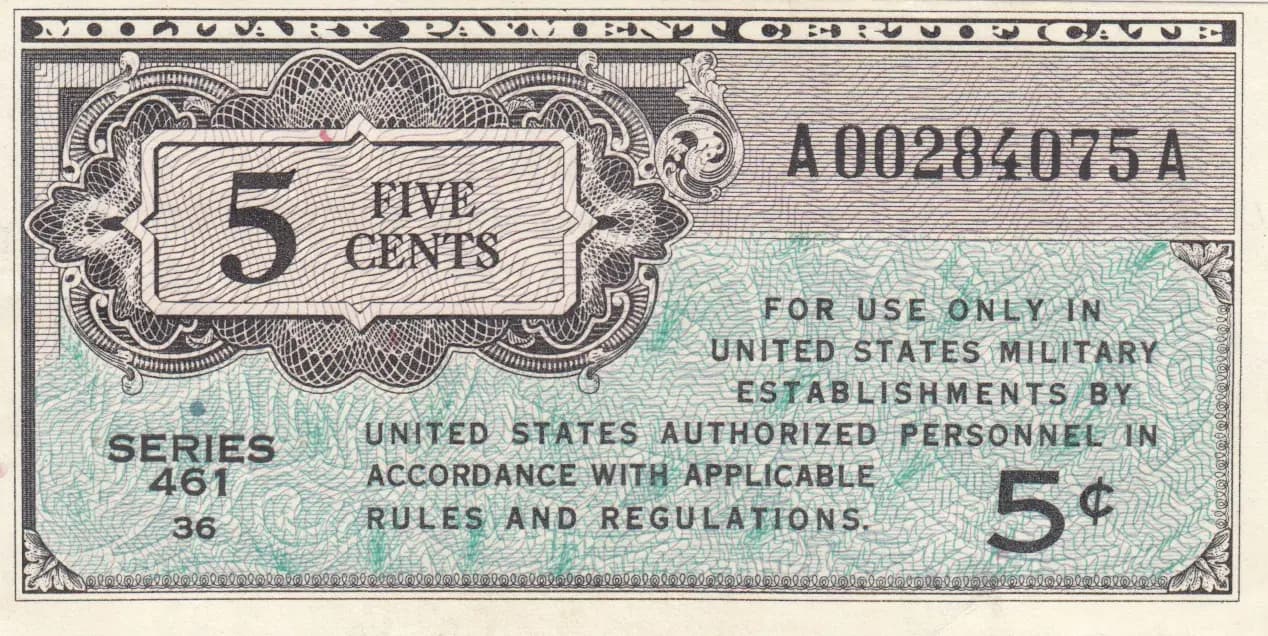 MILITARY PAYMENT CERTIFICATE
A00284075A
5 FIVE
CENTS
FOR USE ONLY IN
UNITED STATES MILITARY
ESTABLISHMENTS BY
UNITED STATES AUTHORIZED PERSONNEL IN
ACCORDANCE WITH APPLICABLE
RULES AND REGULATIONS.
SERIES
461
36
5¢